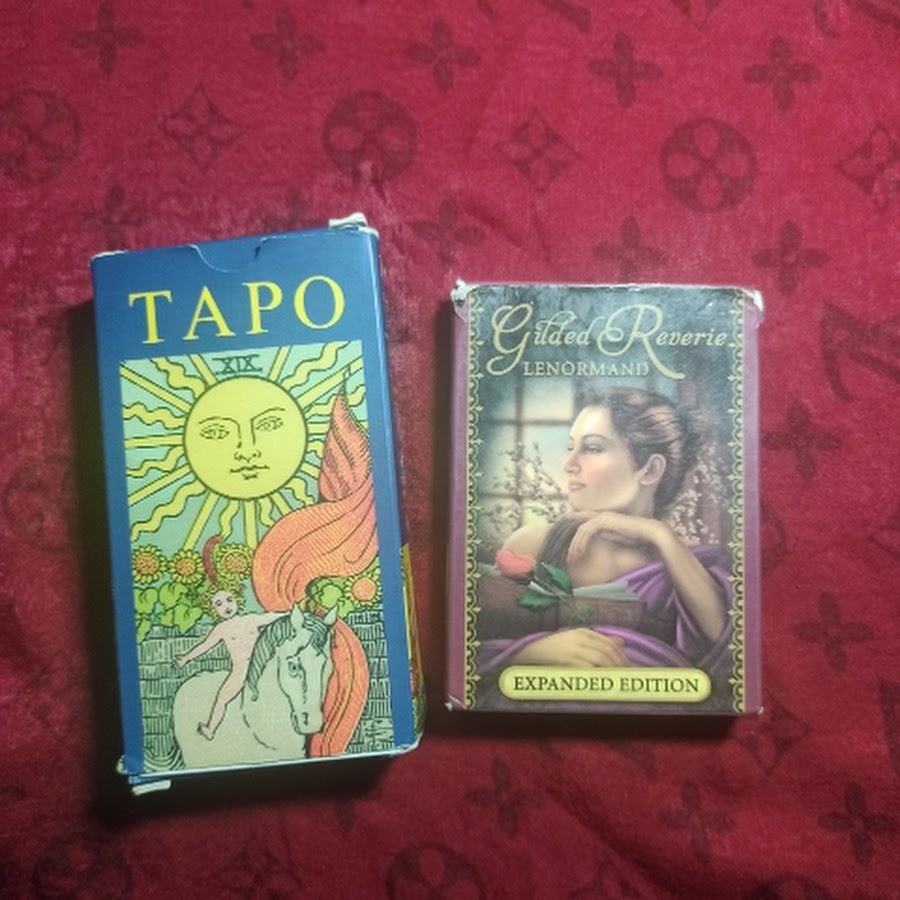 ТАРО
XIX
Gilded Reverie
LENORMAND
EXPANDED EDITION